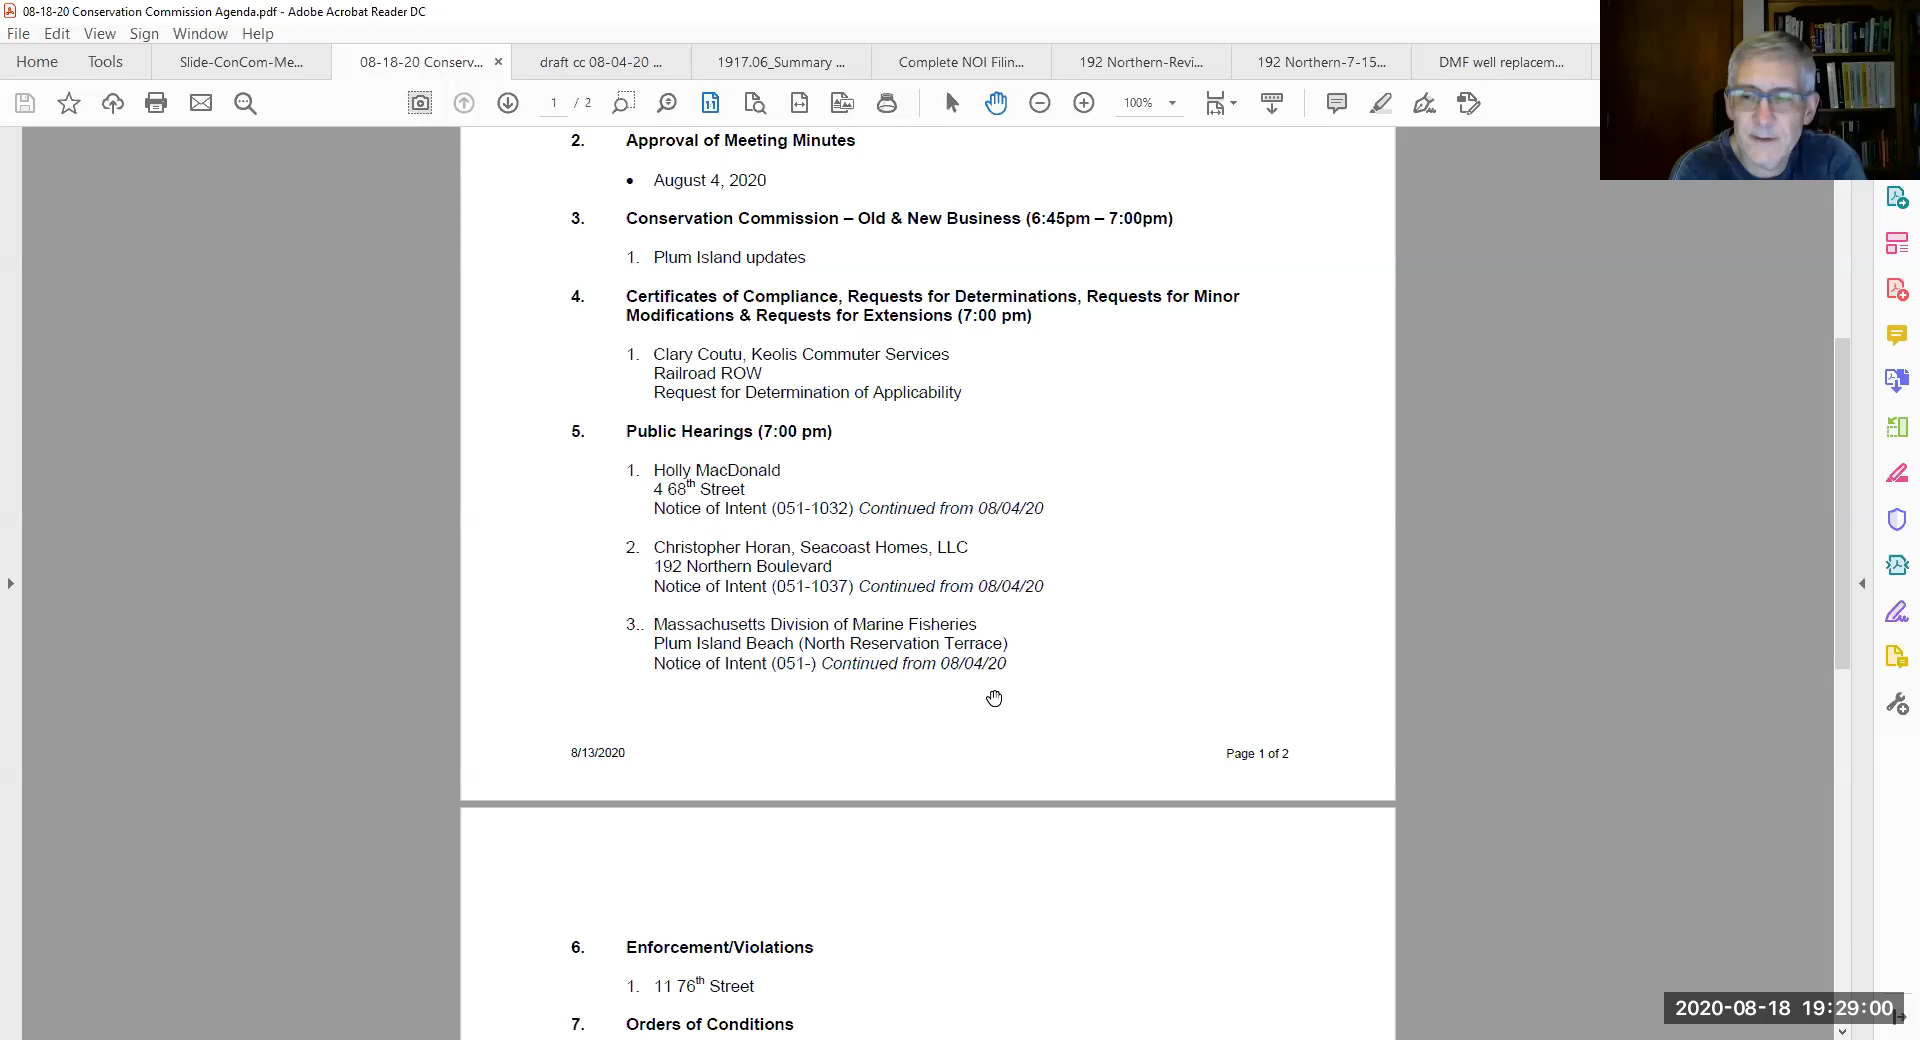 08-18-20 Conservation Commission Agenda.pdf - Adobe Acrobat Reader DC
File Edit View Sign Window Help
Home Tools Slide-ConCom-Me... 08-18-20 Conserv... × draft cc 08-04-20 ... 1917.06_Summary ... Complete NOI Filin... 192 Northern-Revi... 192 Northern-7-15... DMF well replacem...
1 / 2 100%
2. Approval of Meeting Minutes
• August 4, 2020
3. Conservation Commission – Old & New Business (6:45pm – 7:00pm)
1. Plum Island updates
4. Certificates of Compliance, Requests for Determinations, Requests for Minor
Modifications & Requests for Extensions (7:00 pm)
1. Clary Coutu, Keolis Commuter Services
Railroad ROW
Request for Determination of Applicability
5. Public Hearings (7:00 pm)
1. Holly MacDonald
4 68th Street
Notice of Intent (051-1032) Continued from 08/04/20
2. Christopher Horan, Seacoast Homes, LLC
192 Northern Boulevard
Notice of Intent (051-1037) Continued from 08/04/20
3.. Massachusetts Division of Marine Fisheries
Plum Island Beach (North Reservation Terrace)
Notice of Intent (051-) Continued from 08/04/20
8/13/2020 Page 1 of 2
6. Enforcement/Violations
1. 11 76th Street
7. Orders of Conditions
2020-08-18 19:29:00